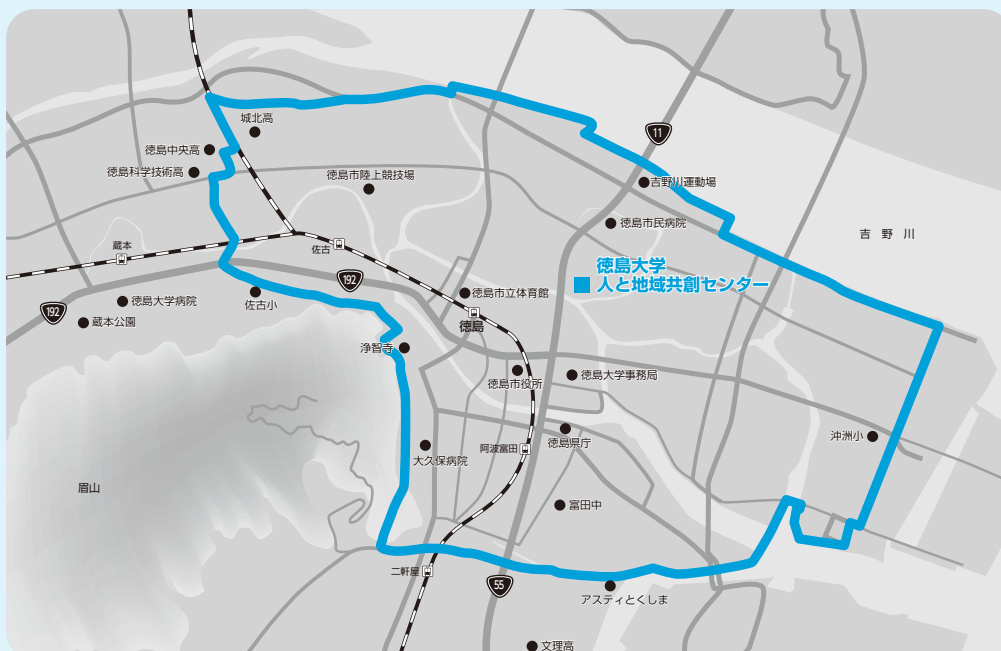 城北高
11
徳島中央高
徳島科学技術高
徳島市陸上競技場
吉野川運動場
徳島市民病院
吉野川
蔵本
佐古
徳島大学
人と地域共創センター
192
192
徳島大学病院
佐古小
徳島市立体育館
蔵本公園
徳島
浄智寺
徳島市役所
徳島大学事務局
大久保病院
阿波富田
徳島県庁
沖洲小
眉山
富田中
二軒屋
55
アスティとくしま
文理高